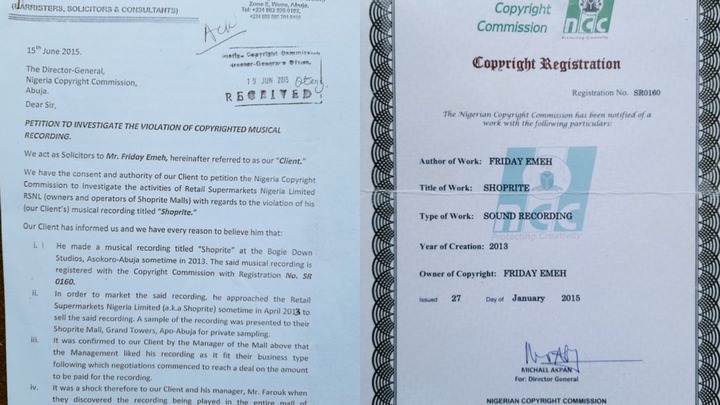 (BARRISTERS, SOLICITORS & CONSULTANTS)
Zone E, Wuse, Abuja.
Ack
15th June 2015.
The Director-General,
Nigeria Copyright Commission,
Abuja.
Nigeria Copyright Commission
Director-General's Office
19 JUN. 2015
RECEIVED
Dear Sir,
PETITION TO INVESTIGATE THE VIOLATION OF COPYRIGHTED MUSICAL
RECORDING.
We act as Solicitors to Mr. Friday Emeh, hereinafter referred to as our "Client."
We have the consent and authority of our Client to petition the Nigeria Copyright
Commission to investigate the activities of Retail Supermarkets Nigeria Limited
RSNL (owners and operators of Shoprite Malls) with regards to the violation of his
(our Client's) musical recording titled "Shoprite."
Our Client has informed us and we have every reason to believe him that:
i. He made a musical recording titled "Shoprite" at the Bogie Down
Studios, Asokoro-Abuja sometime in 2013. The said musical recording is
registered with the Copyright Commission with Registration No. SR
0160.
ii. In order to market the said recording, he approached the Retail
Supermarkets Nigeria Limited (a.k.a Shoprite) sometime in April 2013 to
sell the said recording. A sample of the recording was presented to their
Shoprite Mall, Grand Towers, Apo-Abuja for private sampling.
iii. It was confirmed to our Client by the Manager of the Mall above that
the Management liked his recording as it fit their business type
following which negotiations commenced to reach a deal on the amount
to be paid for the recording.
iv. It was a shock therefore to our Client and his manager, Mr. Farouk when
they discovered the recording being played in the entire mall of
Copyright
Commission
ncc
Protecting Creativity
Copyright Registration
Registration No. SR0160
The Nigerian Copyright Commission has been notified of a
work with the following particulars:
Author of Work: FRIDAY EMEH
Title of Work: SHOPRITE
Type of Work: SOUND RECORDING
ncc
Protecting Creativity
Year of Creation: 2013
Owner of Copyright: FRIDAY EMEH
Issued 27 Day of January 2015
MICHAEL AKPAN
For: Director General
NIGERIAN COPYRIGHT COMMISSION